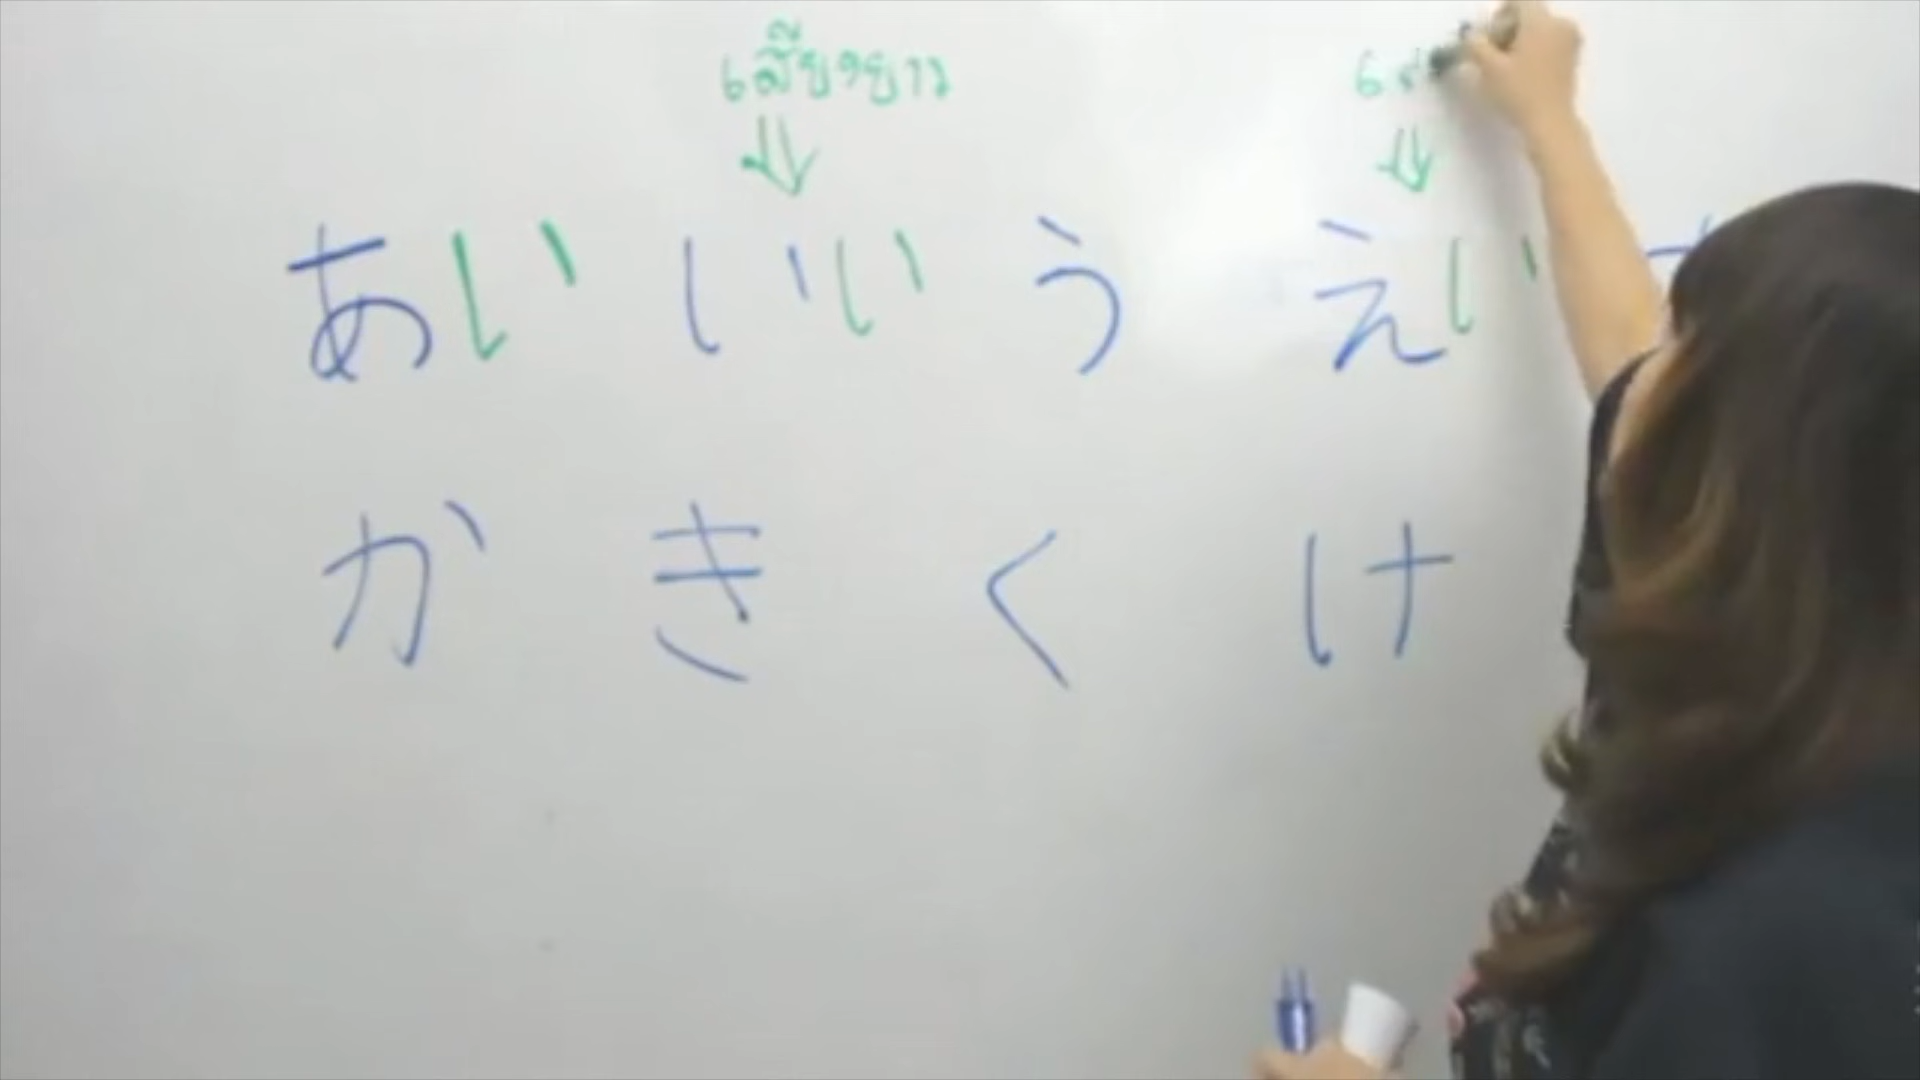 เสียงยาว
あい いい う えい
か き く け